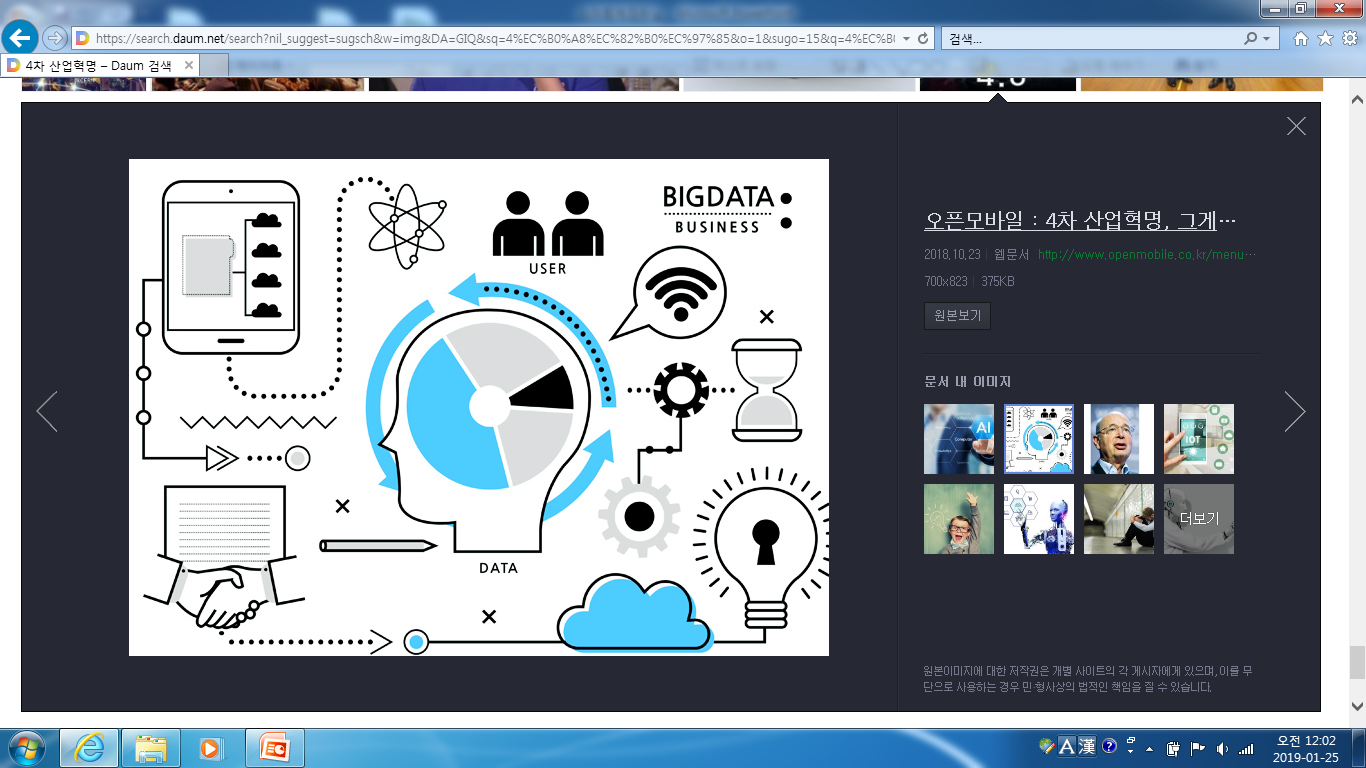 https://search.daum.net/search?nil_suggest=sugsch&w=img&DA=GIQ&sq=4%EC%B0%A8%EC%82%B0%EC%97%85&o=1&sugo=15&q=4%EC%B0
검색...
4차 산업혁명 – Daum 검색
4.0
BIGDATA
BUSINESS
USER
DATA
오픈모바일 : 4차 산업혁명, 그게…
2018.10.23 웹문서 http://www.openmobile.co.kr/menu…
700x823 375KB
원본보기
문서 내 이미지
AI
IOT
더보기
원본이미지에 대한 저작권은 개별 사이트의 각 게시자에게 있으며, 이를 무
단으로 사용하는 경우 민·형사상의 법적인 책임을 질 수 있습니다.
A 漢
오전 12:02
2019-01-25